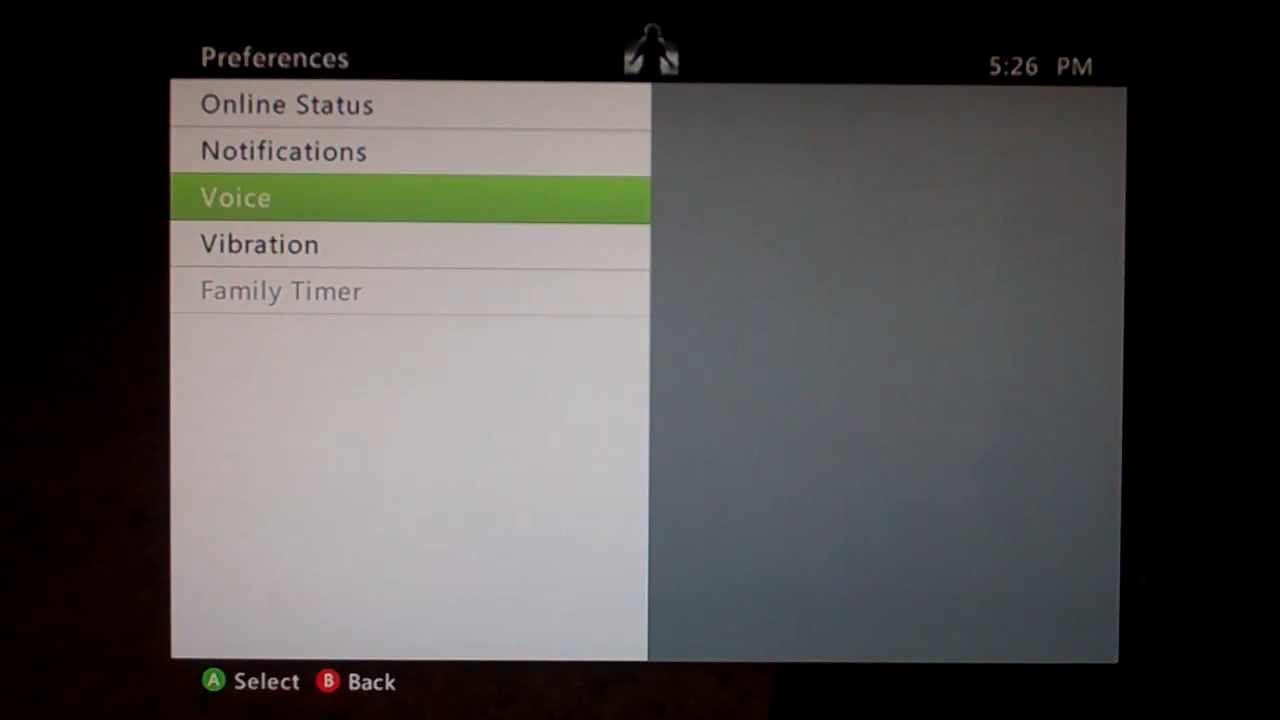 Preferences
5:26 PM
Online Status
Notifications
Voice
Vibration
Family Timer
A Select B Back